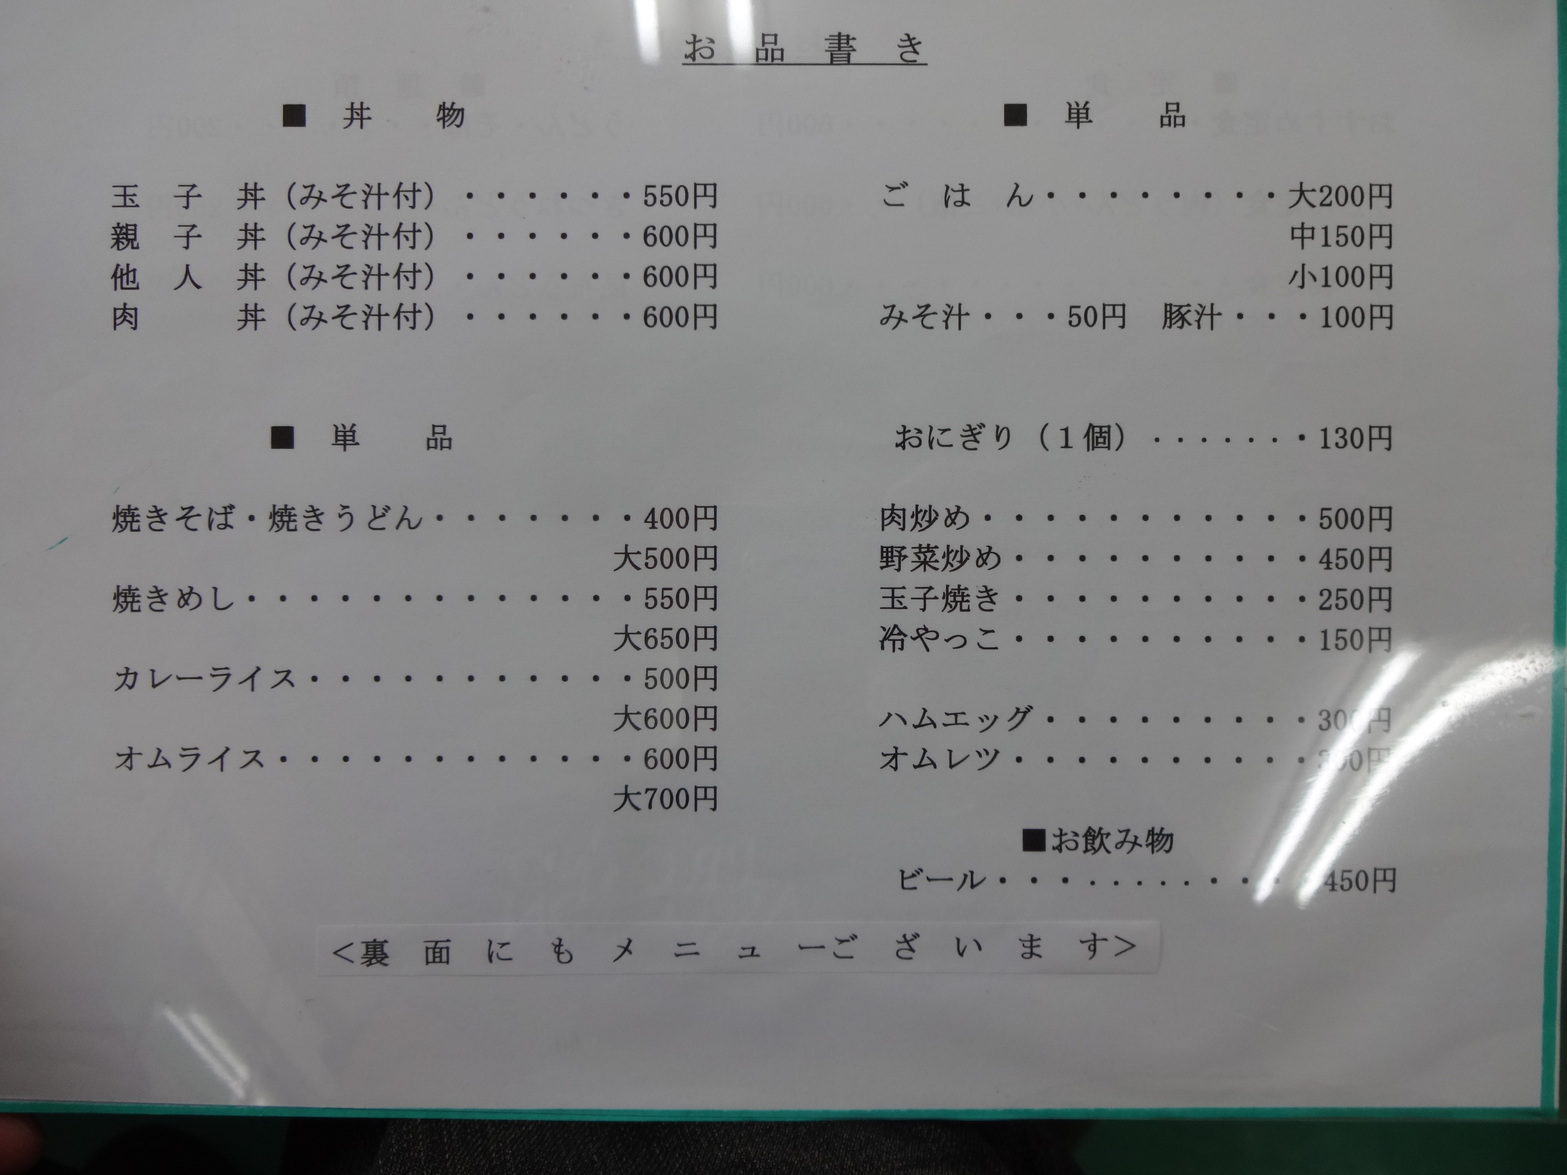 お品書き
■ 丼 物
玉 子 丼（みそ汁付）・・・・・・550円
親 子 丼（みそ汁付）・・・・・・600円
他 人 丼（みそ汁付）・・・・・・600円
肉 丼（みそ汁付）・・・・・・600円
■ 単 品
焼きそば・焼きうどん・・・・・・・400円
大500円
焼きめし・・・・・・・・・・・・・550円
大650円
カレーライス・・・・・・・・・・・500円
大600円
オムライス・・・・・・・・・・・・600円
大700円
■ 単 品
ご は ん・・・・・・・・大200円
中150円
小100円
みそ汁・・・50円 豚汁・・・100円
おにぎり（１個）・・・・・・・・130円
肉炒め・・・・・・・・・・・500円
野菜炒め・・・・・・・・・・450円
玉子焼き・・・・・・・・・・250円
冷やっこ・・・・・・・・・・150円
ハムエッグ・・・・・・・・・300円
オムレツ・・・・・・・・・・
■お飲み物
ビール・・・・・・・・・・・450円
＜裏面にもメニューございます＞